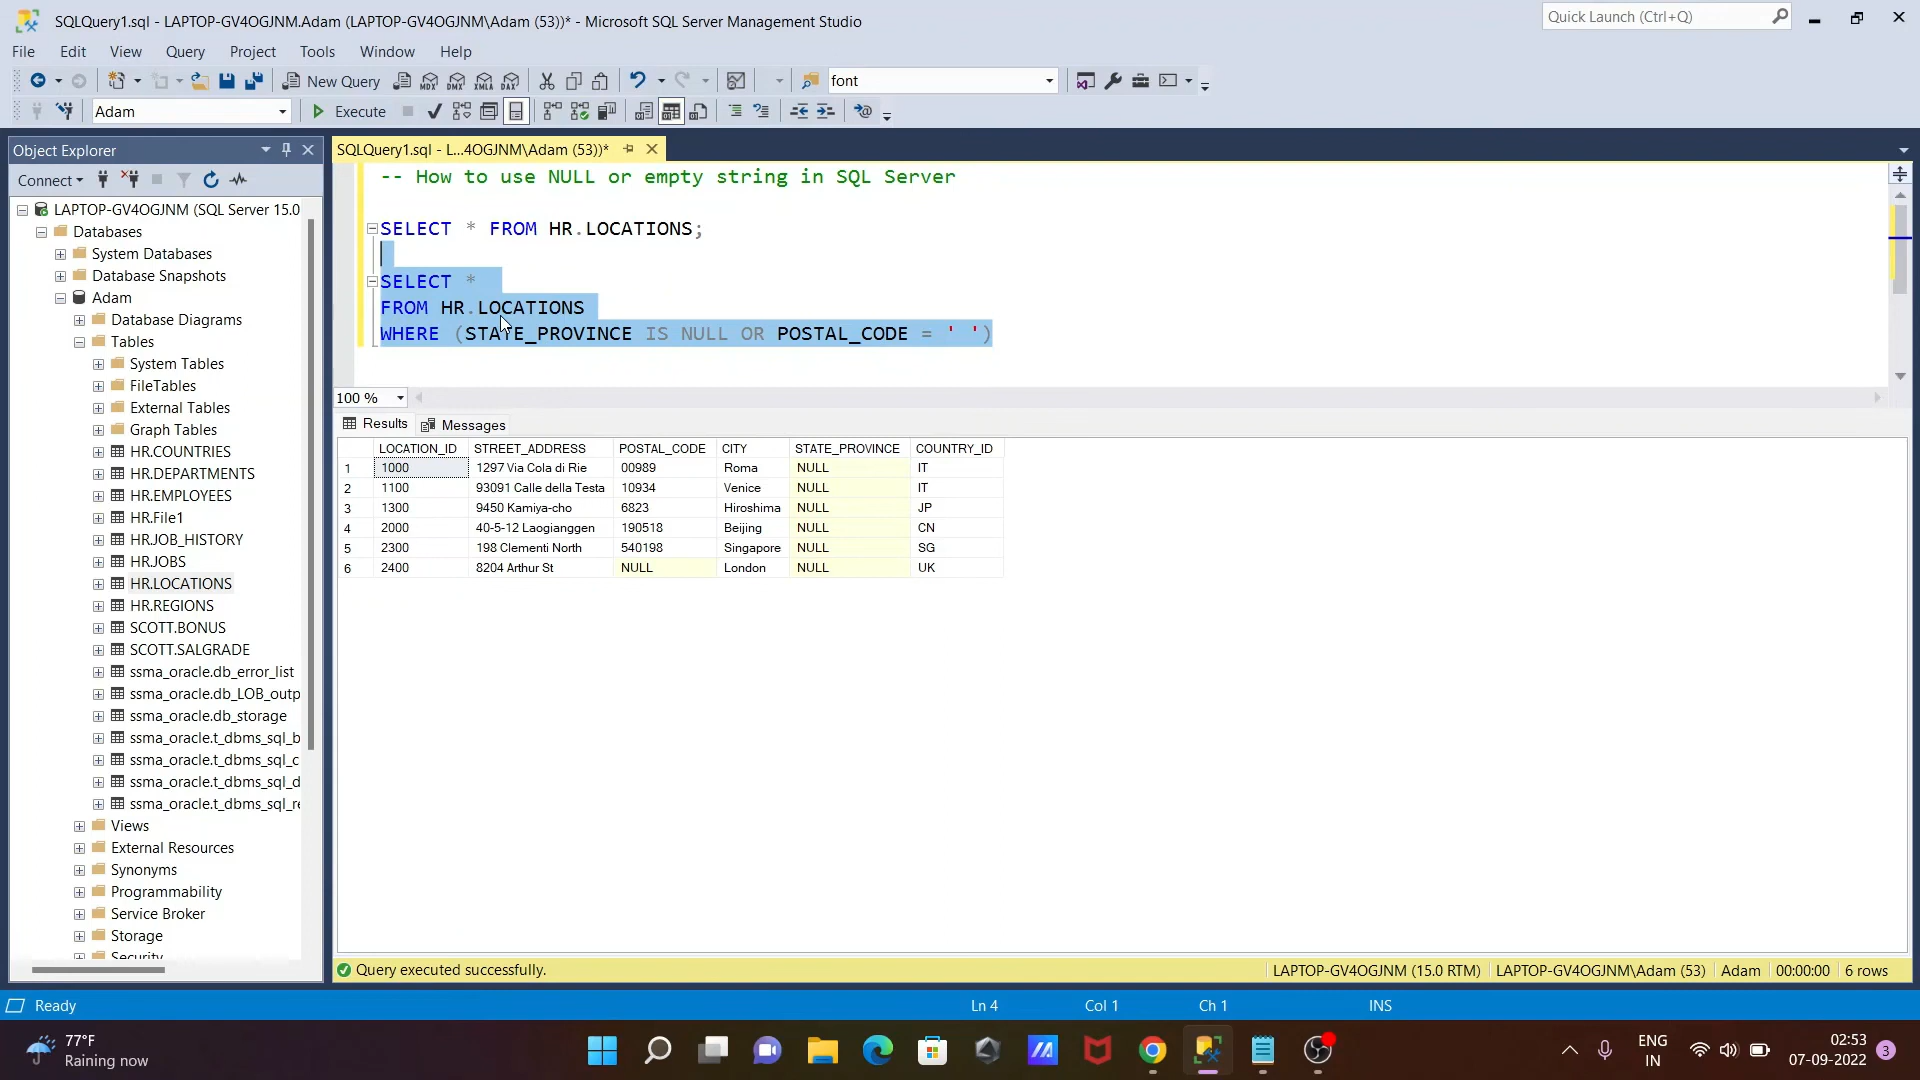 SQLQuery1.sql - LAPTOP-GV4OGJNM.Adam (LAPTOP-GV4OGJNM\Adam (53))* - Microsoft SQL Server Management Studio
Quick Launch (Ctrl+Q)
File Edit View Query Project Tools Window Help
New Query MDX DMX XMLA DAX font
Adam Execute
Object Explorer
Connect
LAPTOP-GV4OGJNM (SQL Server 15.0
Databases
System Databases
Database Snapshots
Adam
Database Diagrams
Tables
System Tables
FileTables
External Tables
Graph Tables
HR.COUNTRIES
HR.DEPARTMENTS
HR.EMPLOYEES
HR.File1
HR.JOB_HISTORY
HR.JOBS
HR.LOCATIONS
HR.REGIONS
SCOTT.BONUS
SCOTT.SALGRADE
ssma_oracle.db_error_list
ssma_oracle.db_LOB_outp
ssma_oracle.db_storage
ssma_oracle.t_dbms_sql_b
ssma_oracle.t_dbms_sql_c
ssma_oracle.t_dbms_sql_d
ssma_oracle.t_dbms_sql_re
Views
External Resources
Synonyms
Programmability
Service Broker
Storage
Security
SQLQuery1.sql - L...4OGJNM\Adam (53))*
-- How to use NULL or empty string in SQL Server
SELECT * FROM HR.LOCATIONS;
SELECT *
FROM HR.LOCATIONS
WHERE (STATE_PROVINCE IS NULL OR POSTAL_CODE = ' ')
100 %
Results Messages
LOCATION_ID STREET_ADDRESS POSTAL_CODE CITY STATE_PROVINCE COUNTRY_ID
1 1000 1297 Via Cola di Rie 00989 Roma NULL IT
2 1100 93091 Calle della Testa 10934 Venice NULL IT
3 1300 9450 Kamiya-cho 6823 Hiroshima NULL JP
4 2000 40-5-12 Laogianggen 190518 Beijing NULL CN
5 2300 198 Clementi North 540198 Singapore NULL SG
6 2400 8204 Arthur St NULL London NULL UK
Query executed successfully. LAPTOP-GV4OGJNM (15.0 RTM) LAPTOP-GV4OGJNM\Adam (53) Adam 00:00:00 6 rows
Ready Ln 4 Col 1 Ch 1 INS
77°F
Raining now
ENG
IN
02:53
07-09-2022
3